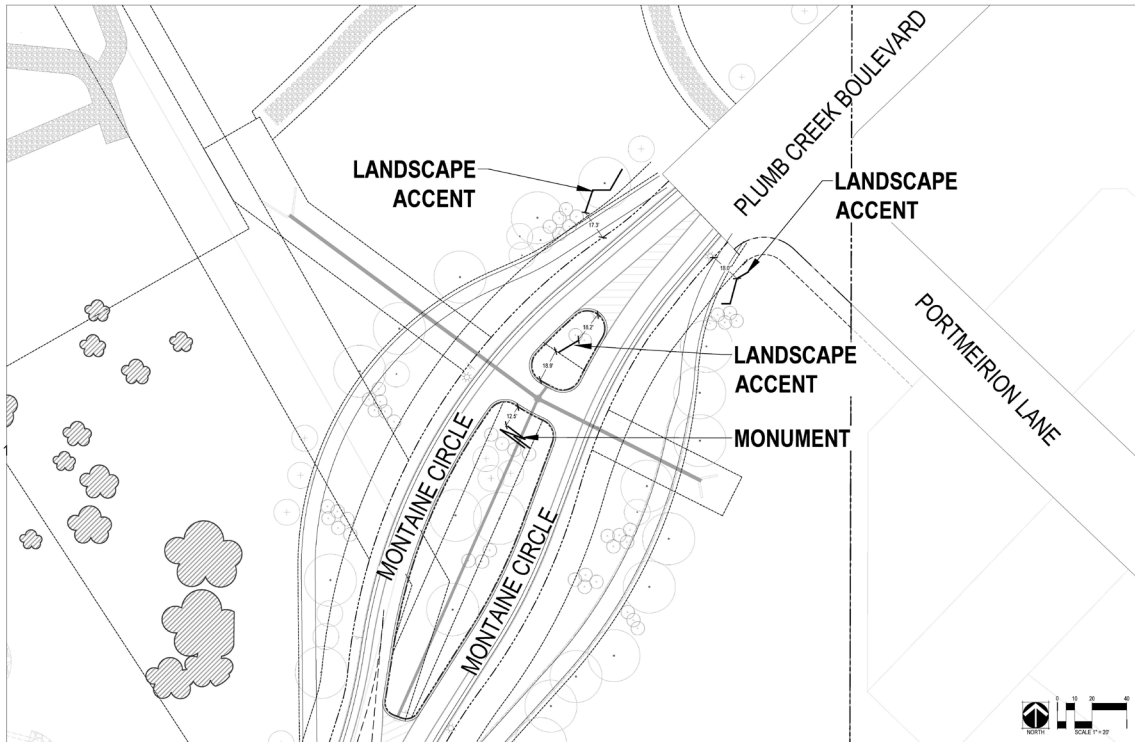 PLUMB CREEK BOULEVARD
LANDSCAPE
ACCENT
LANDSCAPE
ACCENT
17.3'
18.2'
LANDSCAPE
ACCENT
18.9'
PORTMEIRION LANE
12.5'
MONUMENT
MONTAINE CIRCLE
MONTAINE CIRCLE
1
0 10 20 40
NORTH
SCALE 1" = 20'